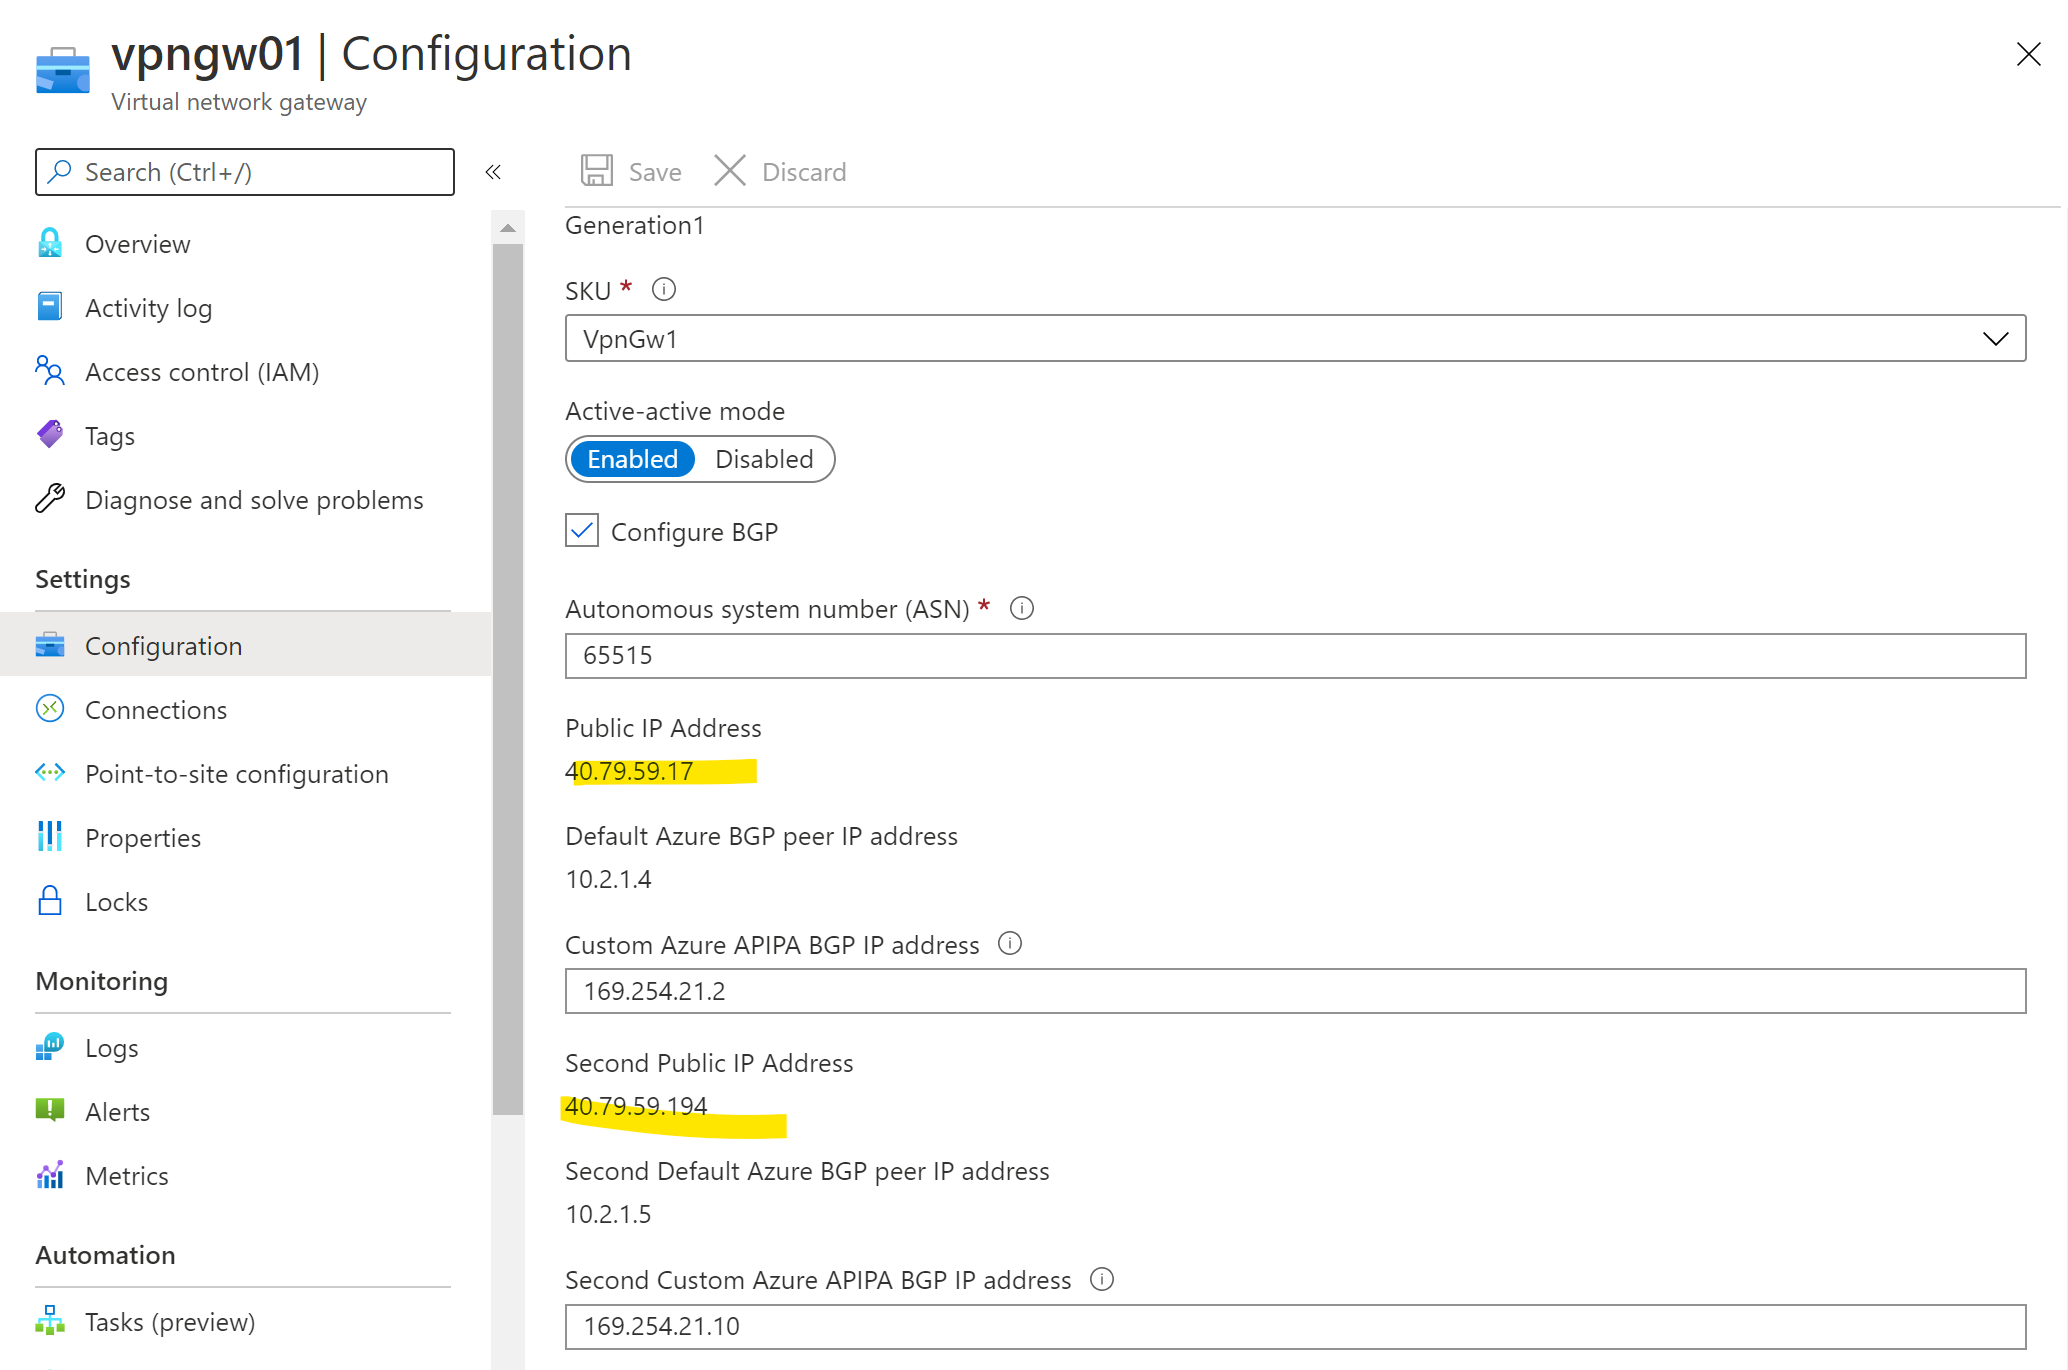 vpngw01 | Configuration
Virtual network gateway
Search (Ctrl+/)
«
Overview
Activity log
Access control (IAM)
Tags
Diagnose and solve problems
Settings
Configuration
Connections
Point-to-site configuration
Properties
Locks
Monitoring
Logs
Alerts
Metrics
Automation
Tasks (preview)
Save
Discard
Generation1
SKU *
VpnGw1
Active-active mode
Enabled Disabled
Configure BGP
Autonomous system number (ASN) *
65515
Public IP Address
40.79.59.17
Default Azure BGP peer IP address
10.2.1.4
Custom Azure APIPA BGP IP address
169.254.21.2
Second Public IP Address
40.79.59.194
Second Default Azure BGP peer IP address
10.2.1.5
Second Custom Azure APIPA BGP IP address
169.254.21.10